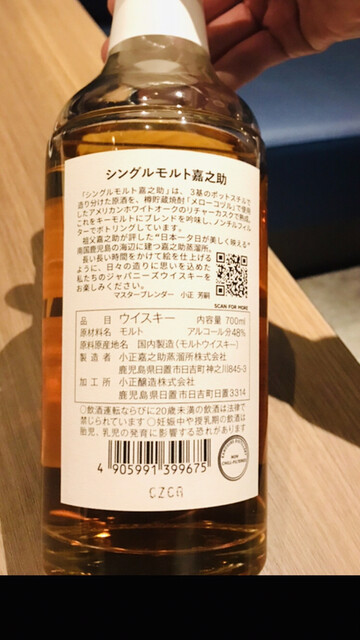 シングルモルト嘉之助
「シングルモルト嘉之助」は、3基のポットスチルで
造り分けた原酒を、樽貯蔵焼酎「メローコヅル」で使用
したアメリカンホワイトオークのリチャーカスクで熟成。
これをキーモルトにブレンドを吟味し、ノンチルフィル
ターでボトリングしています。
祖父嘉之助が評した“日本一夕日が美しく映える”
南国鹿児島の海辺に建つ嘉之助蒸溜所。
長い長い時間をかけて絵を仕上げる
ように、日々の造りに思いを込めた
私たちのジャパニーズウイスキーを
お楽しみください。
マスターブレンダー 小正 芳嗣
SCAN FOR MORE
品目 ウイスキー 内容量 700ml
原材料名 モルト アルコール分48%
原料原産地名 国内製造(モルトウイスキー)
製造者 小正嘉之助蒸溜所株式会社
鹿児島県日置市日吉町神之川845-3
加工所 小正醸造株式会社
鹿児島県日置市日吉町日置3314
○飲酒運転ならびに20歳未満の飲酒は法律で
禁じられています ○妊娠中や授乳期の飲酒は
胎児、乳児の発育に影響する恐れがあります
4 905991 399675
NON
CHILL-FILTERED
CZCA